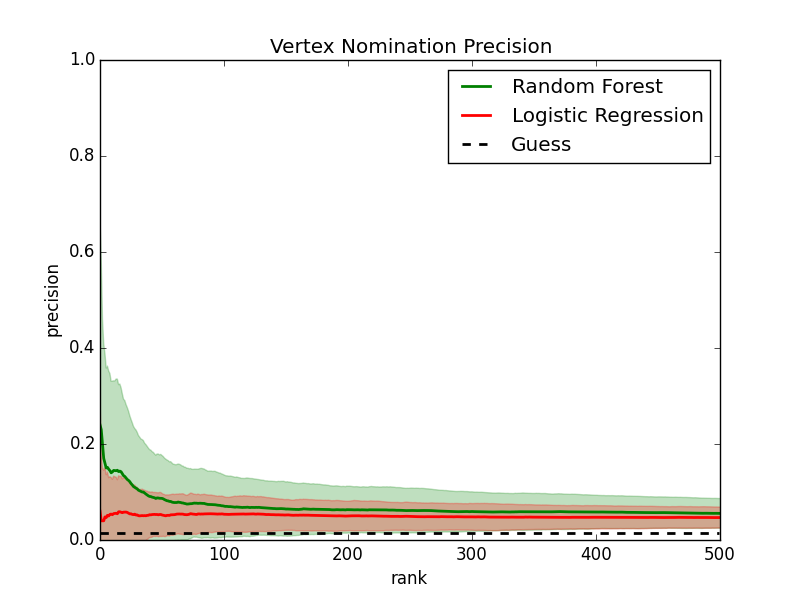 Vertex Nomination Precision
1.0
0.8
0.6
0.4
0.2
0.0
precision
Random Forest
Logistic Regression
Guess
0
100
200
300
400
500
rank